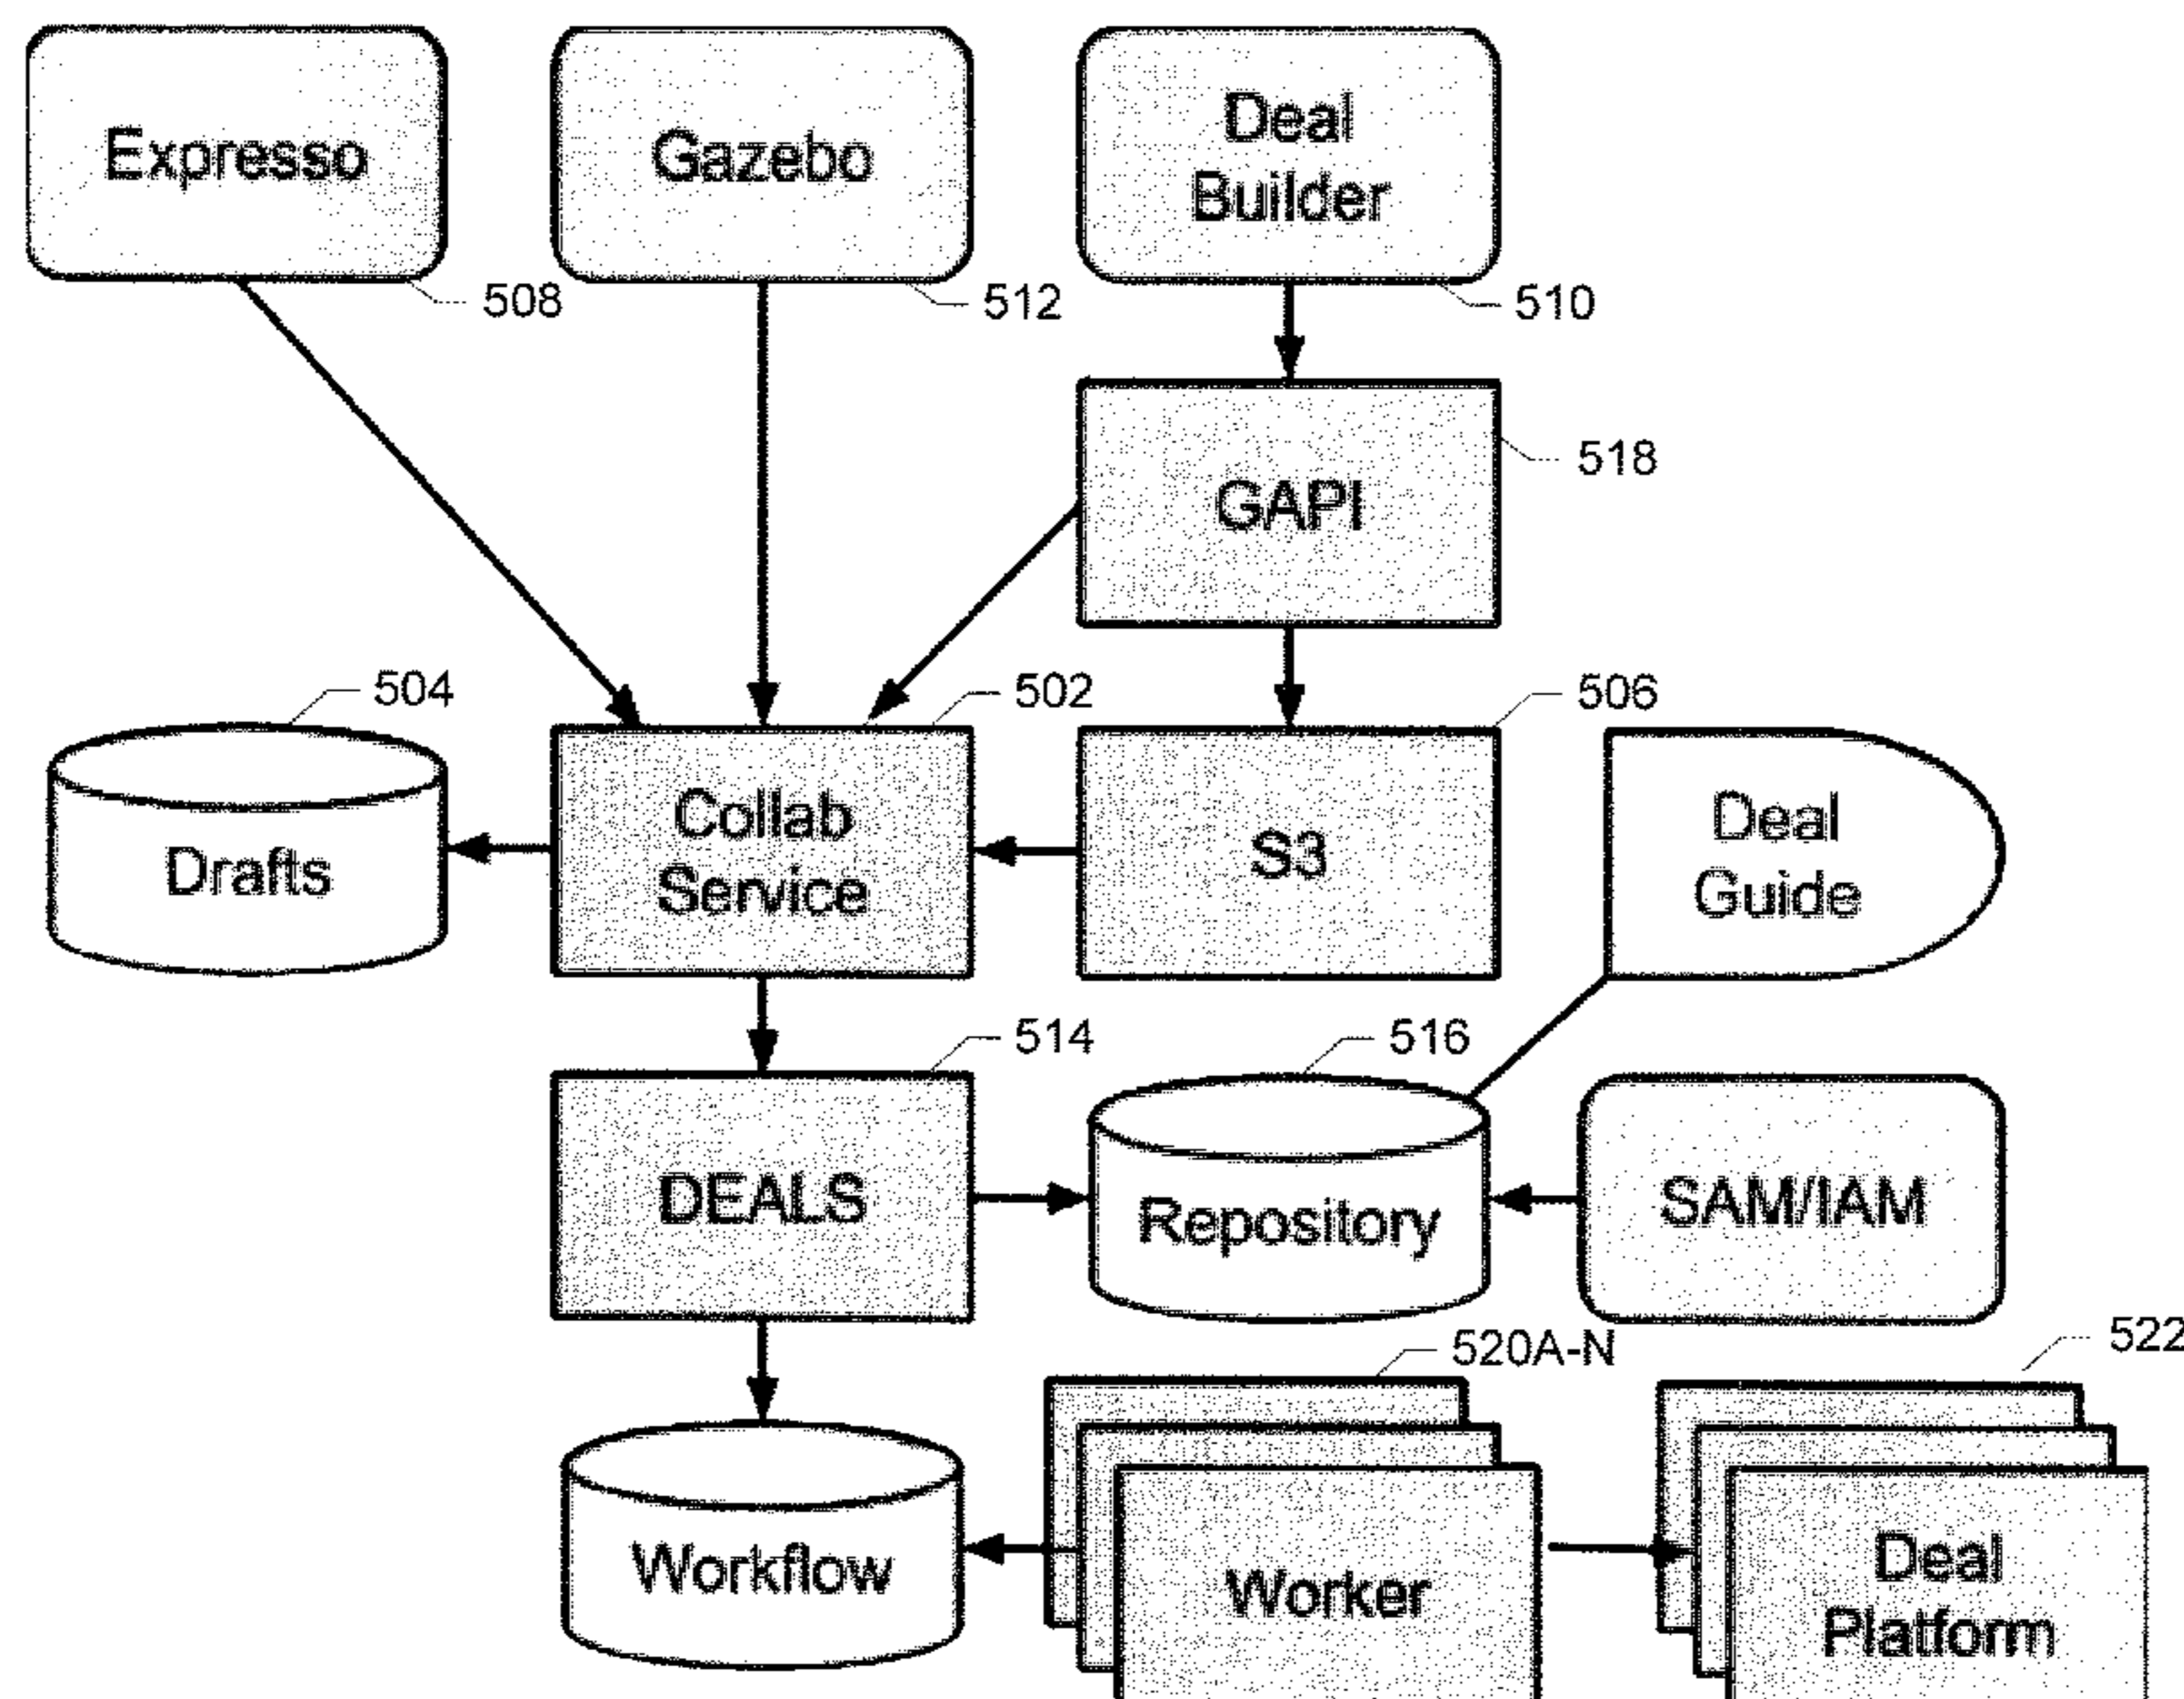 Expresso
Gazebo
Deal
Builder
508
512
510
GAPI
518
504
502
506
Drafts
Collab
Service
S3
Deal
Guide
514
516
DEALS
Repository
SAM/IAM
520A-N
522
Workflow
Worker
Deal
Platform